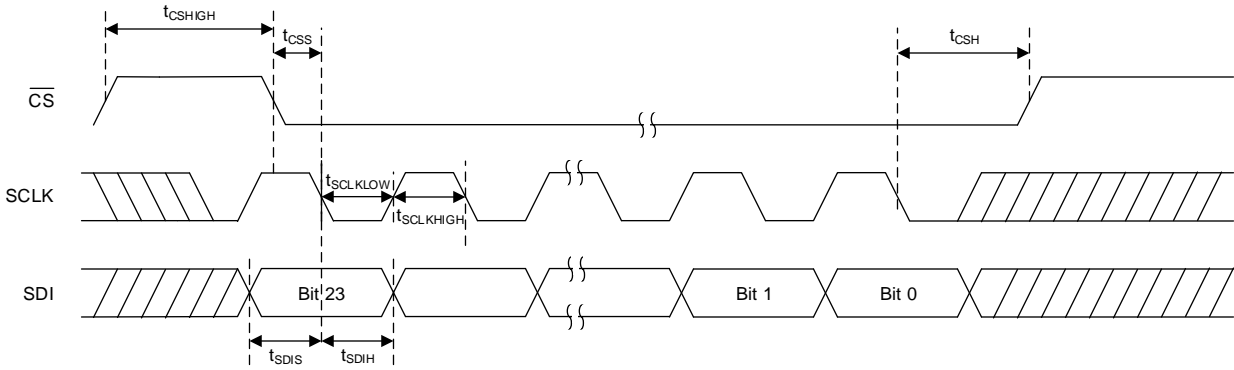 tCSHIGH
tCSS
tCSH
CS
SCLK
tSCLKLOW
tSCLKHIGH
SDI
Bit 23
Bit 1
Bit 0
tSDIS
tSDIH